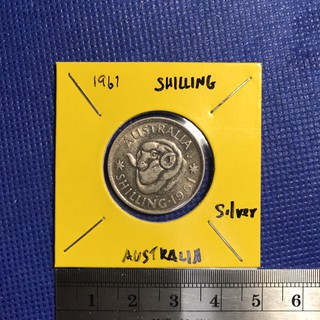 1961 SHILLING
AUSTRALIA
SHILLING·1961
Silver
AUSTRALIA
1 2 3 4 5 6